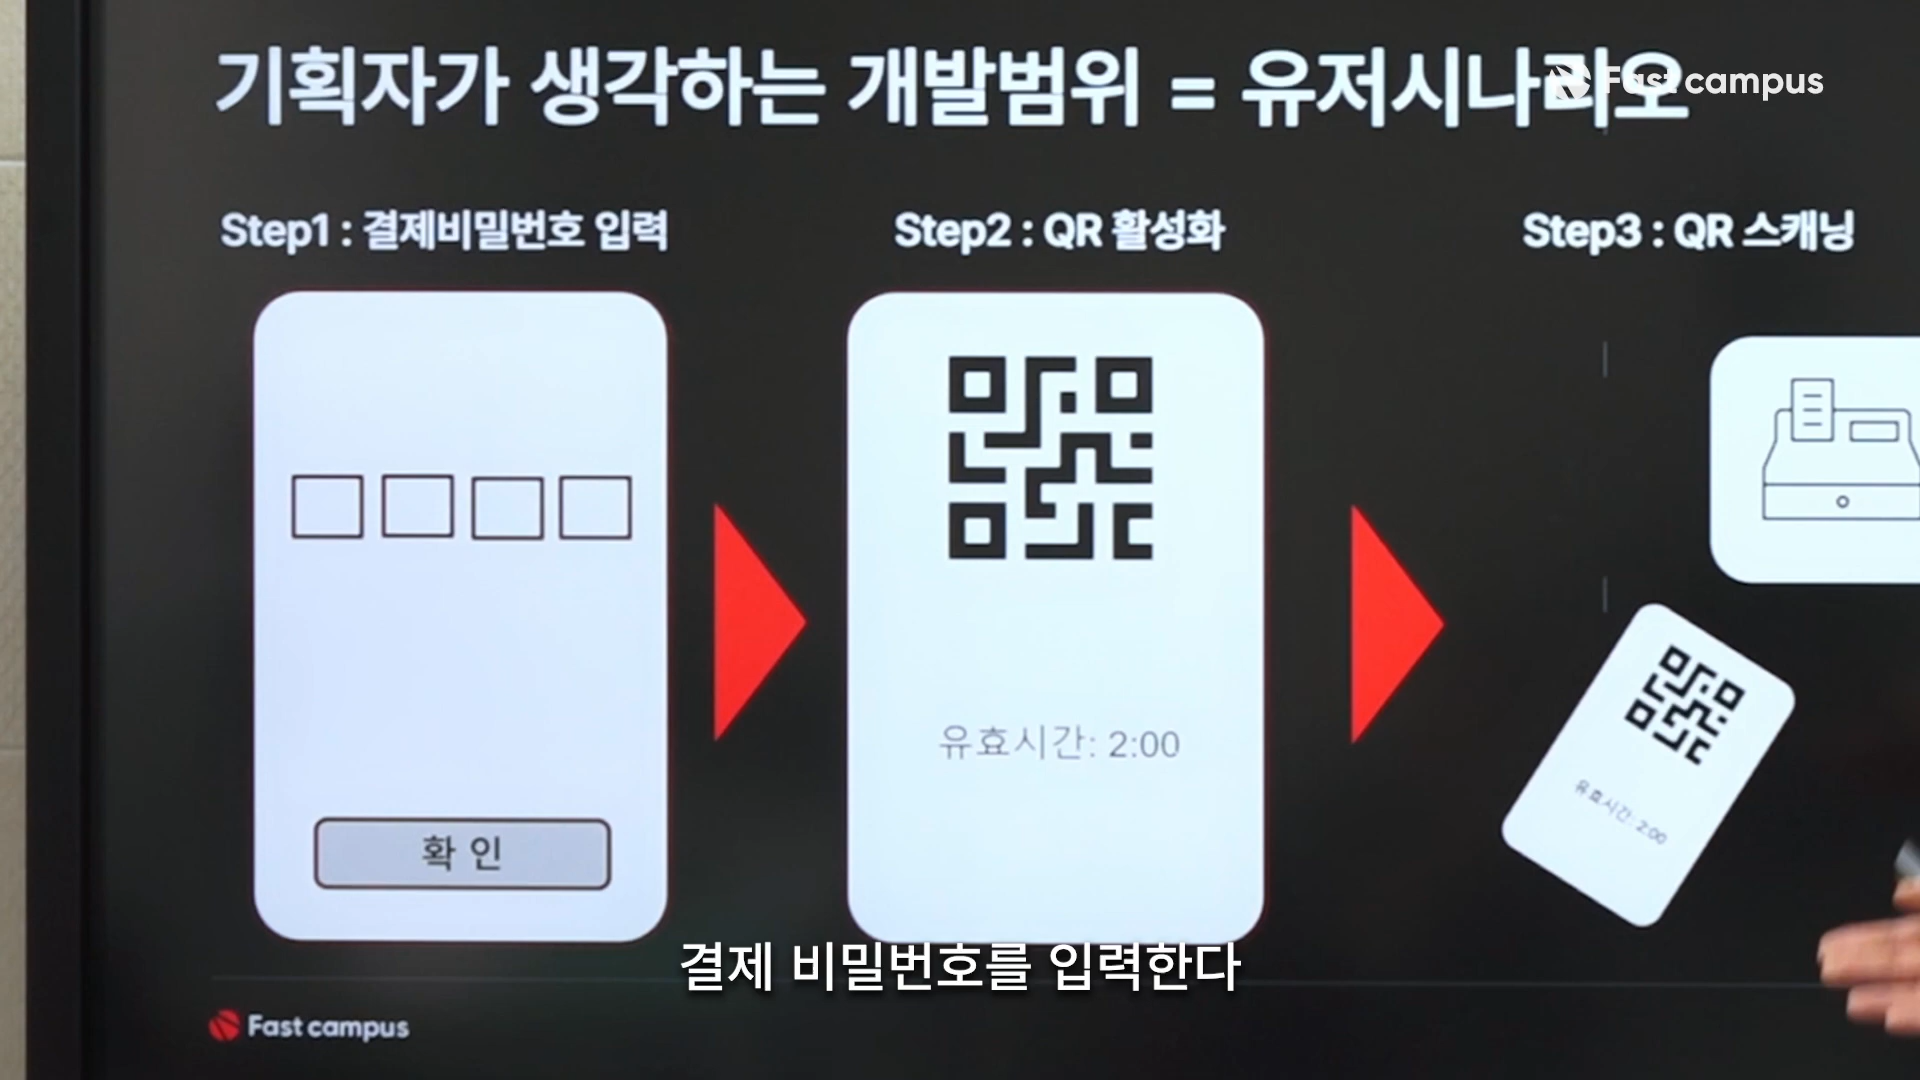 기획자가 생각하는 개발범위 = 유저시나리오
Fast campus
Step1 : 결제비밀번호 입력
Step2 : QR 활성화
Step3 : QR 스캐닝
확 인
유효시간: 2:00
유효시간: 2:00
결제 비밀번호를 입력한다
Fast campus